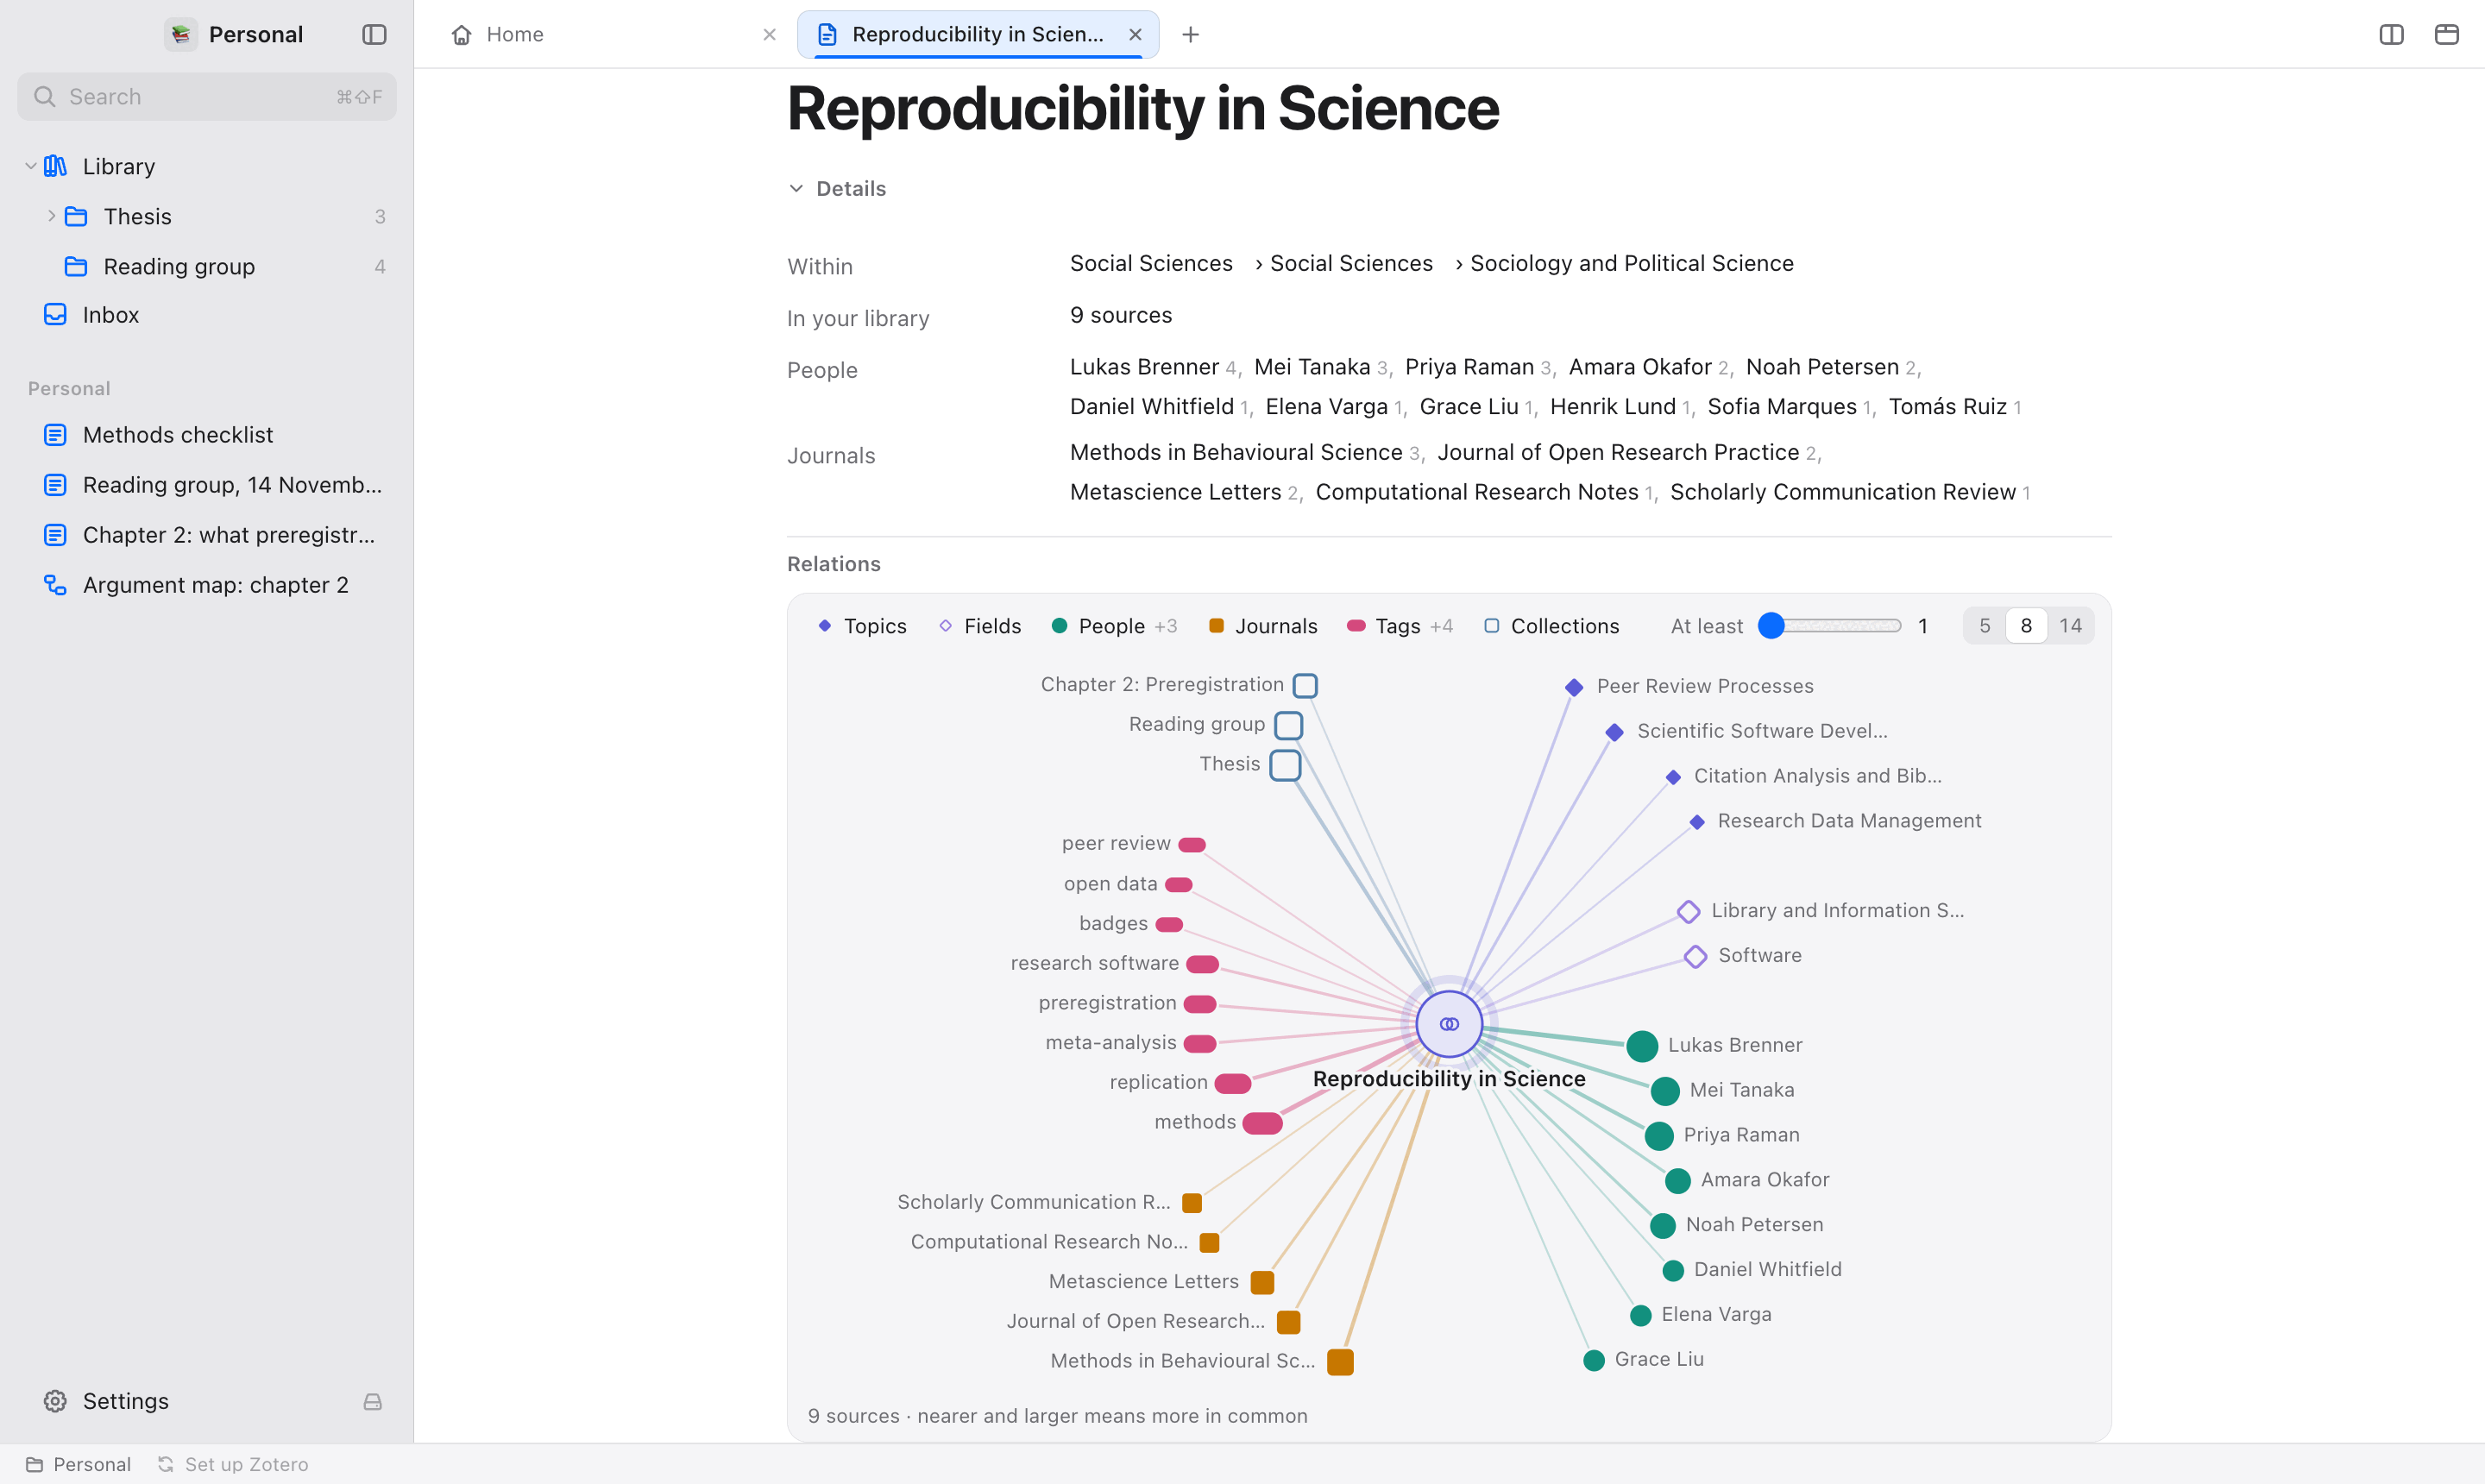 Personal
Search ⌘⇧F
Library
Thesis 3
Reading group 4
Inbox
Personal
Methods checklist
Reading group, 14 Novemb...
Chapter 2: what preregistr...
Argument map: chapter 2
Settings
Personal Set up Zotero
Home
Reproducibility in Scien...
Reproducibility in Science
Details
Within Social Sciences › Social Sciences › Sociology and Political Science
In your library 9 sources
People Lukas Brenner 4, Mei Tanaka 3, Priya Raman 3, Amara Okafor 2, Noah Petersen 2,
Daniel Whitfield 1, Elena Varga 1, Grace Liu 1, Henrik Lund 1, Sofia Marques 1, Tomás Ruiz 1
Journals Methods in Behavioural Science 3, Journal of Open Research Practice 2,
Metascience Letters 2, Computational Research Notes 1, Scholarly Communication Review 1
Relations
Topics Fields People +3 Journals Tags +4 Collections At least 1 5 8 14
Chapter 2: Preregistration
Reading group
Thesis
peer review
open data
badges
research software
preregistration
meta-analysis
replication
methods
Scholarly Communication R...
Computational Research No...
Metascience Letters
Journal of Open Research...
Methods in Behavioural Sc...
Reproducibility in Science
Peer Review Processes
Scientific Software Devel...
Citation Analysis and Bib...
Research Data Management
Library and Information S...
Software
Lukas Brenner
Mei Tanaka
Priya Raman
Amara Okafor
Noah Petersen
Daniel Whitfield
Elena Varga
Grace Liu
9 sources · nearer and larger means more in common